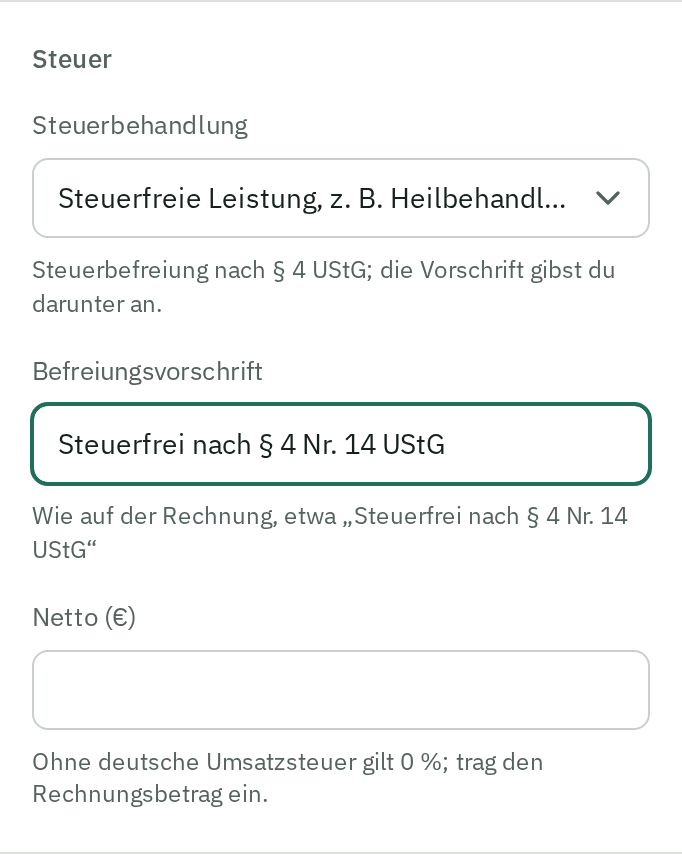 Steuer
Steuerbehandlung
Steuerfreie Leistung, z. B. Heilbehandl...
Steuerbefreiung nach § 4 UStG; die Vorschrift gibst du
darunter an.
Befreiungsvorschrift
Steuerfrei nach § 4 Nr. 14 UStG
Wie auf der Rechnung, etwa „Steuerfrei nach § 4 Nr. 14
UStG“
Netto (€)
Ohne deutsche Umsatzsteuer gilt 0 %; trag den
Rechnungsbetrag ein.